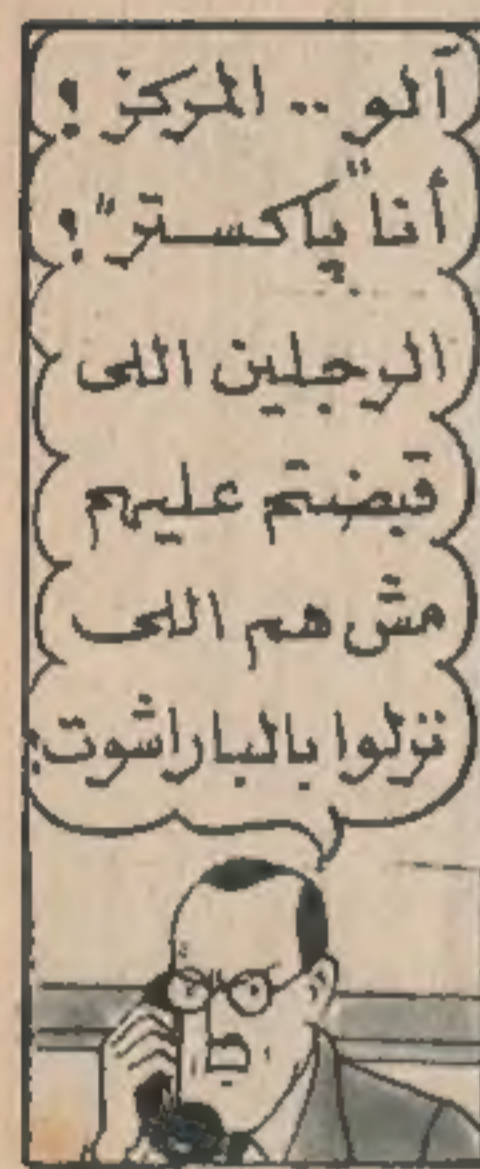 آلو .. المركز !
أنا "باكستر" !
الرجلين اللى
قبضتم عليهم
مش هم اللى
نزلوا بالباراشوت !